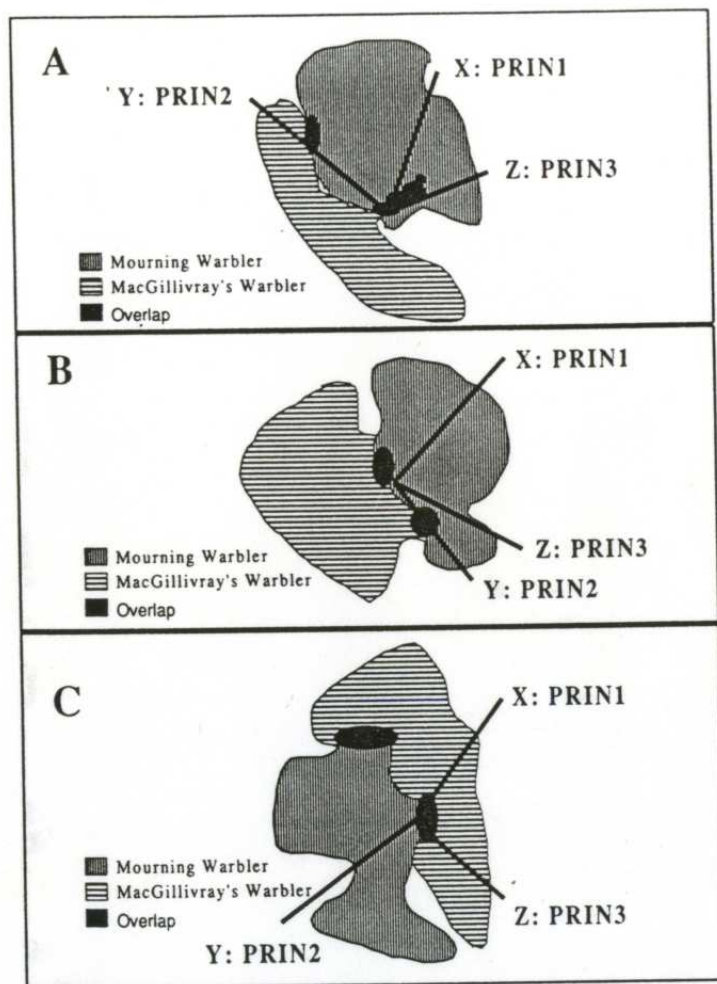 A
X: PRIN1
Y: PRIN2
Z: PRIN3
Mourning Warbler
MacGillivray's Warbler
Overlap
B
X: PRIN1
Z: PRIN3
Y: PRIN2
Mourning Warbler
MacGillivray's Warbler
Overlap
C
X: PRIN1
Mourning Warbler
MacGillivray's Warbler
Overlap
Z: PRIN3
Y: PRIN2